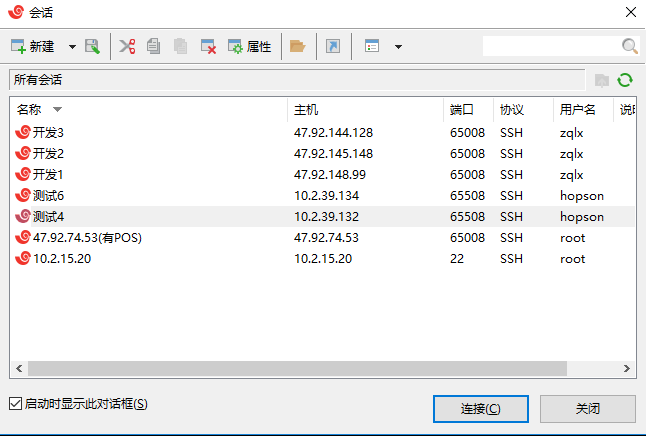 会话
新建 属性
所有会话
名称 主机 端口 协议 用户名 说明
开发3 47.92.144.128 65008 SSH zqlx
开发2 47.92.145.148 65008 SSH zqlx
开发1 47.92.148.99 65008 SSH zqlx
测试6 10.2.39.134 65508 SSH hopson
测试4 10.2.39.132 65508 SSH hopson
47.92.74.53(有POS) 47.92.74.53 65008 SSH root
10.2.15.20 10.2.15.20 22 SSH root
启动时显示此对话框(S) 连接(C) 关闭